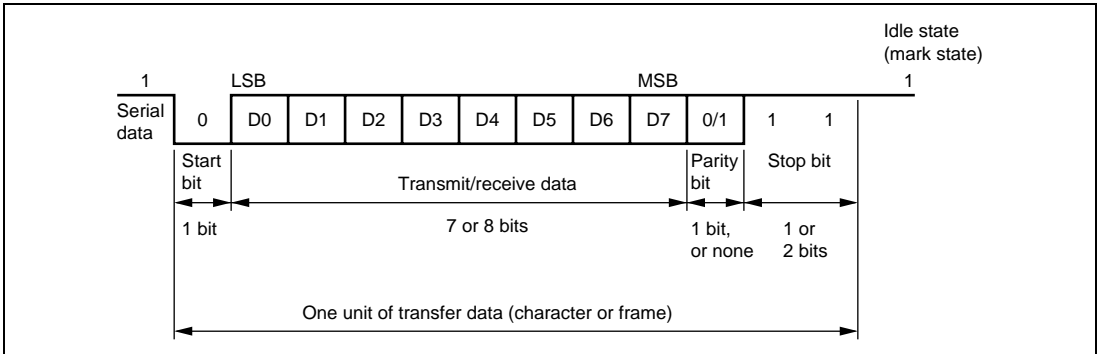 Idle state
(mark state)
1 LSB MSB 1
Serial
data
0 D0 D1 D2 D3 D4 D5 D6 D7 0/1 1 1
Start
bit
Transmit/receive data
Parity
bit
Stop bit
1 bit
7 or 8 bits
1 bit,
or none
1 or
2 bits
One unit of transfer data (character or frame)